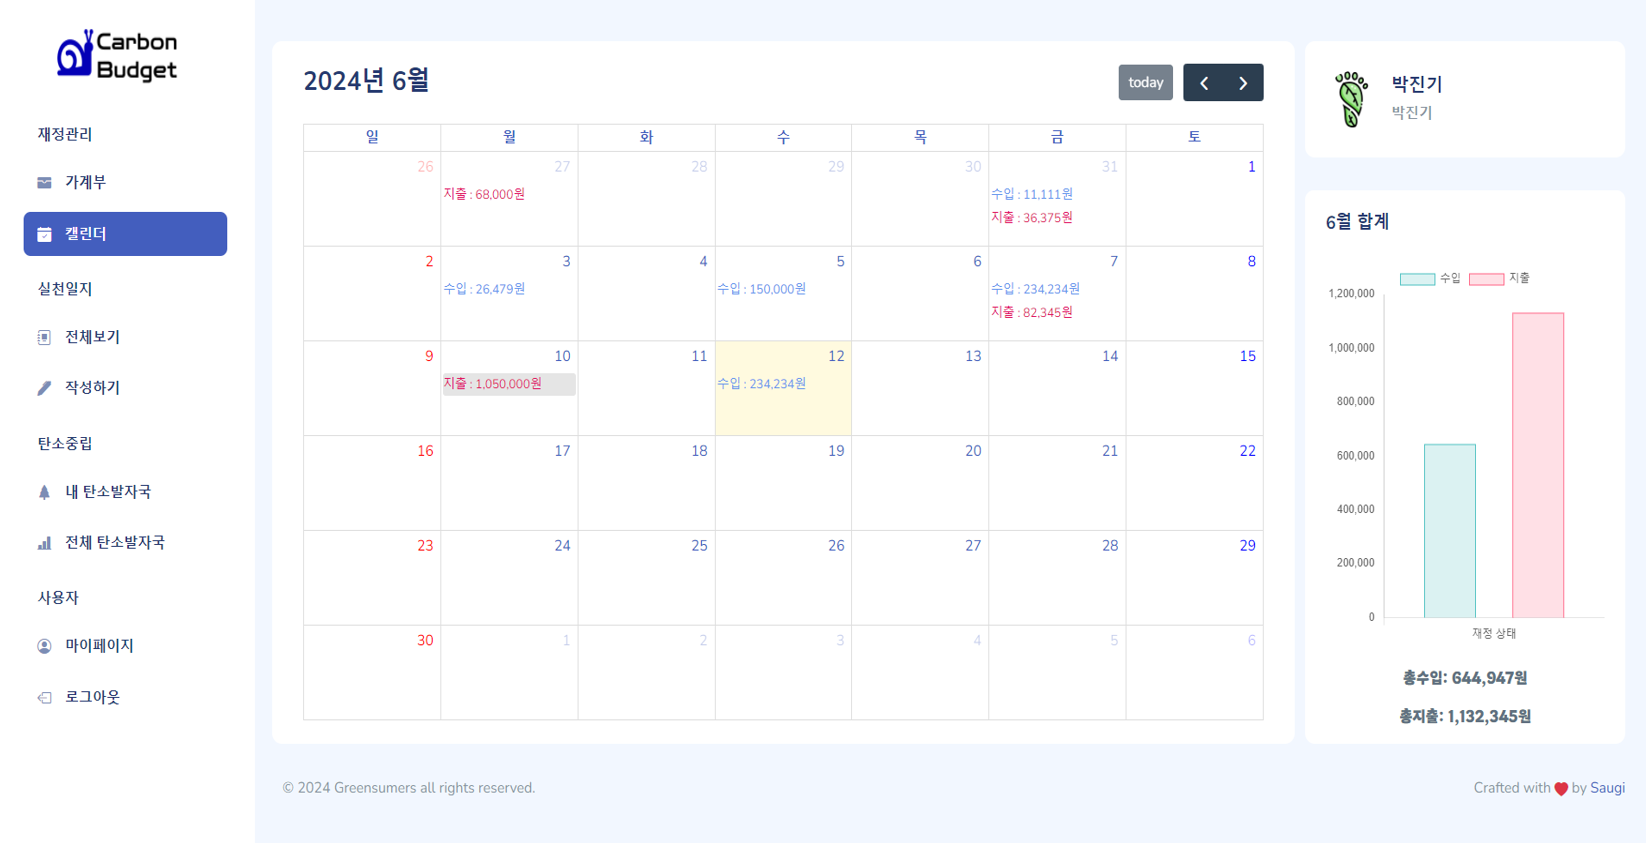 Carbon
Budget
재정관리
가계부
캘린더
실천일지
전체보기
작성하기
탄소중립
내 탄소발자국
전체 탄소발자국
사용자
마이페이지
로그아웃
2024년 6월
today
일 월 화 수 목 금 토
26 27 28 29 30 31 1
지출 : 68,000원
수입 : 11,111원
지출 : 36,375원
2 3 4 5 6 7 8
수입 : 26,479원
수입 : 150,000원
수입 : 234,234원
지출 : 82,345원
9 10 11 12 13 14 15
지출 : 1,050,000원
수입 : 234,234원
16 17 18 19 20 21 22
23 24 25 26 27 28 29
30 1 2 3 4 5 6
박진기
박진기
6월 합계
수입 지출
1,200,000
1,000,000
800,000
600,000
400,000
200,000
0
재정 상태
총수입: 644,947원
총지출: 1,132,345원
© 2024 Greensumers all rights reserved.
Crafted with by Saugi